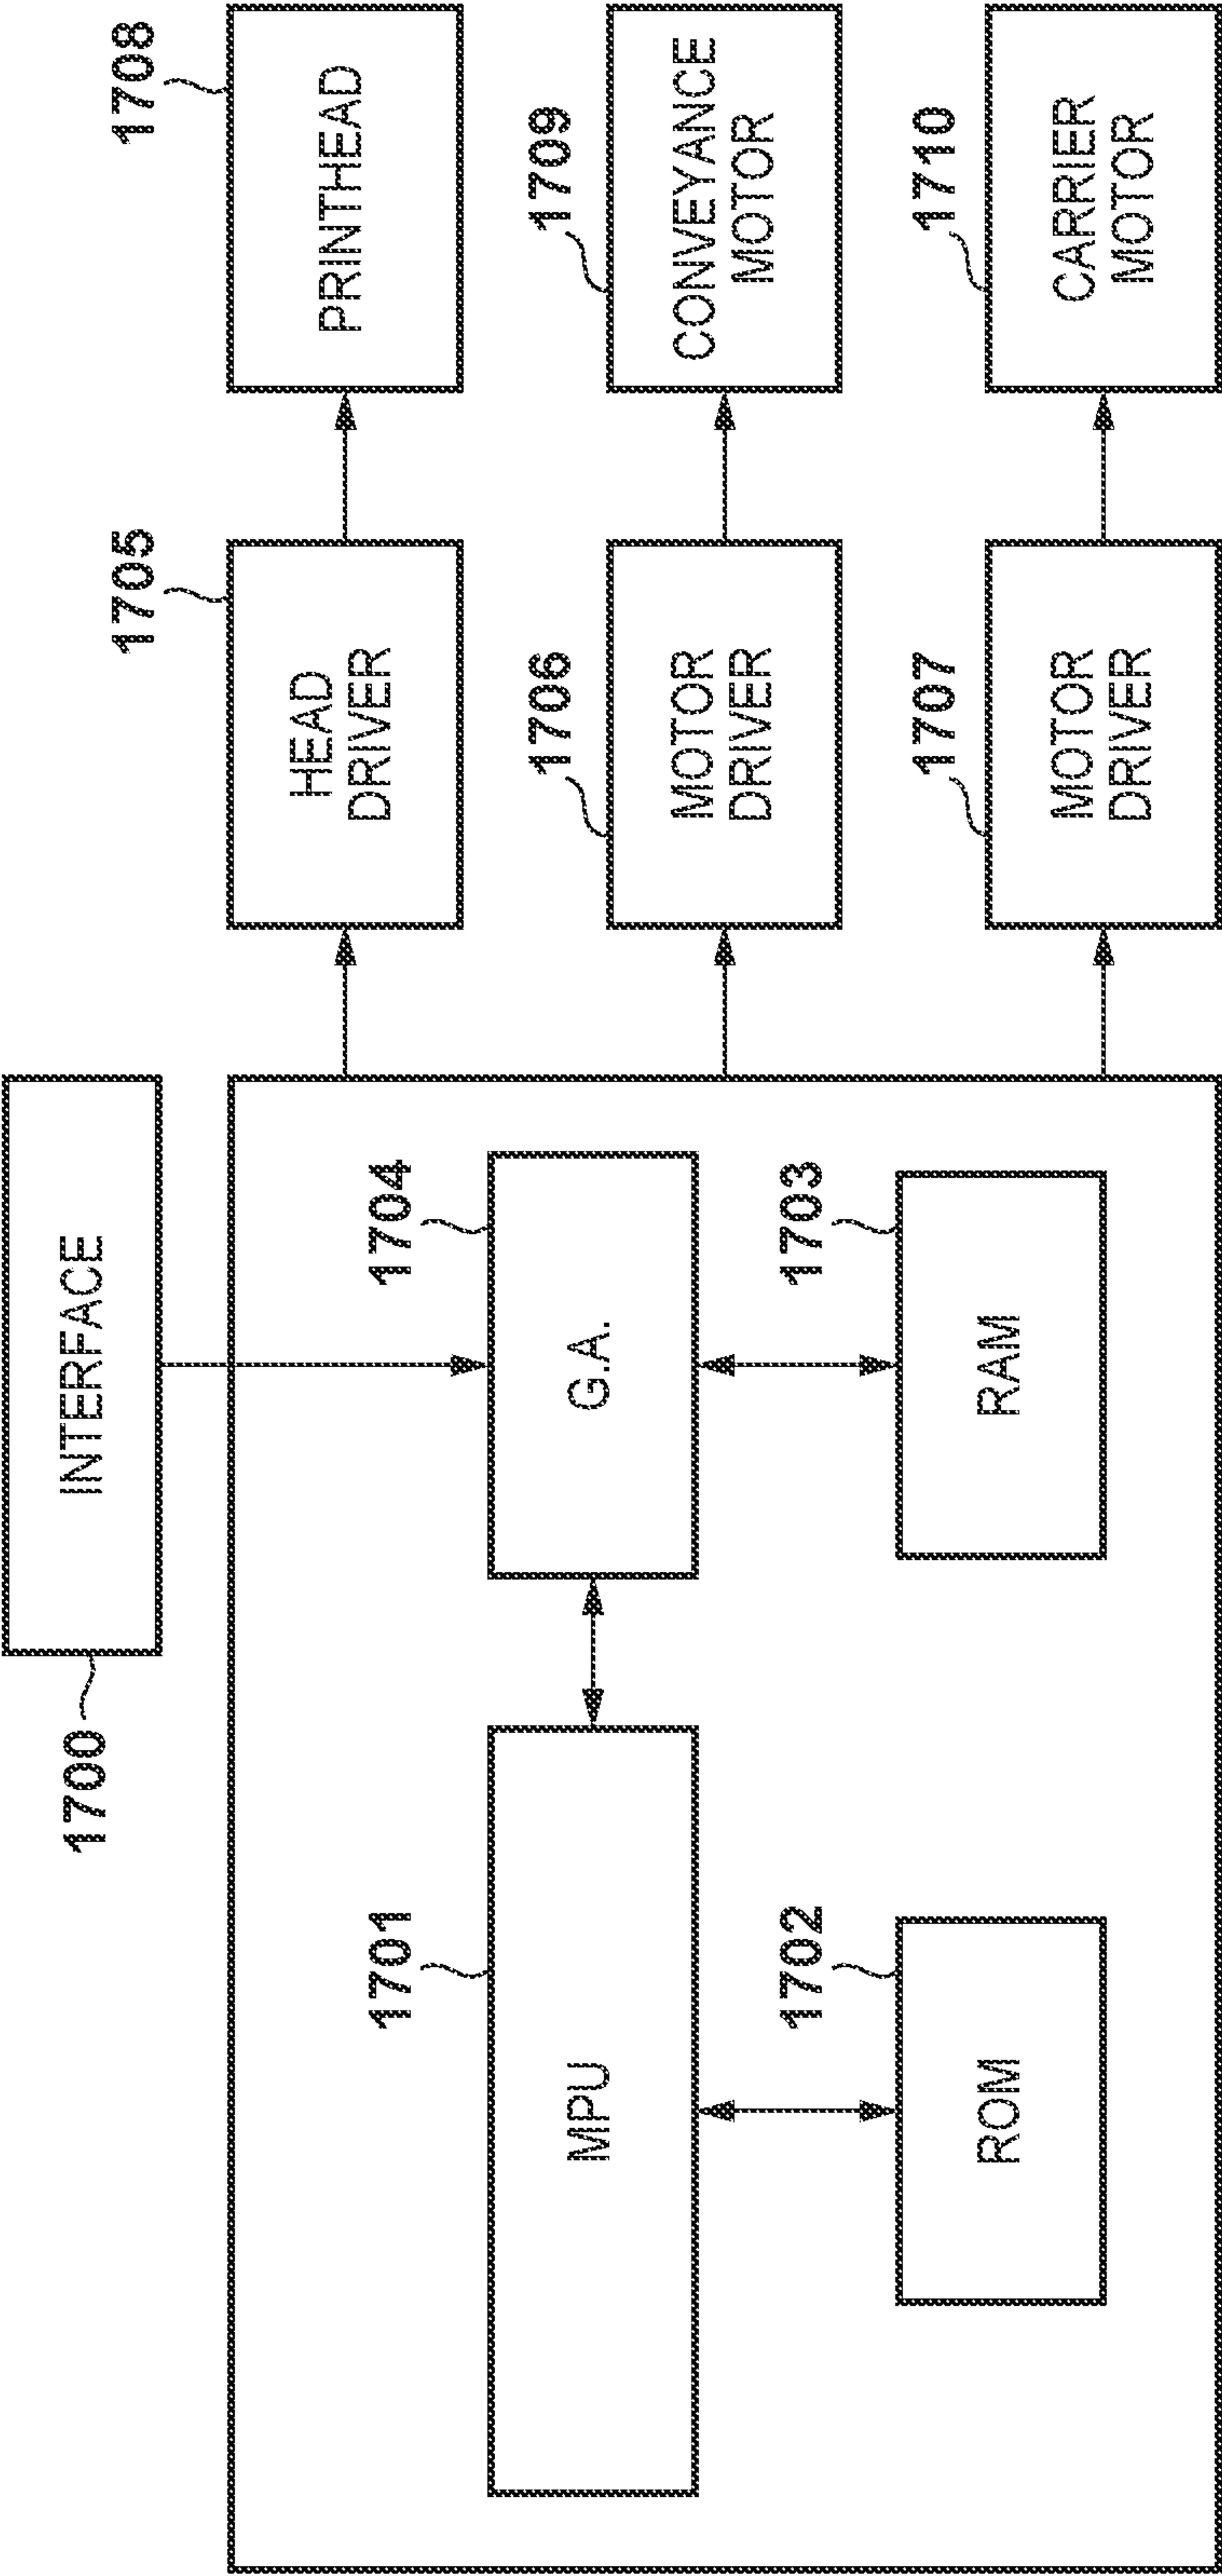 1700
INTERFACE
1701
MPU
1704
G.A.
1702
ROM
1703
RAM
1705
HEAD
DRIVER
1708
PRINTHEAD
1706
MOTOR
DRIVER
1709
CONVEYANCE
MOTOR
1707
MOTOR
DRIVER
1710
CARRIER
MOTOR